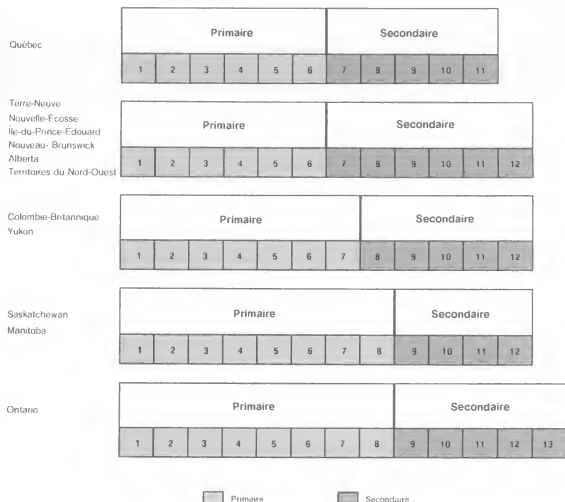 Québec
Primaire Secondaire
1 2 3 4 5 6 7 8 9 10 11
Terre-Neuve
Nouvelle-Ecosse
Île-du-Prince-Édouard
Nouveau- Brunswick
Alberta
Territoires du Nord-Ouest
Primaire Secondaire
1 2 3 4 5 6 7 8 9 10 11 12
Colombie-Britannique
Yukon
Primaire Secondaire
1 2 3 4 5 6 7 8 9 10 11 12
Saskatchewan
Manitoba
Primaire Secondaire
1 2 3 4 5 6 7 8 9 10 11 12
Ontario
Primaire Secondaire
1 2 3 4 5 6 7 8 9 10 11 12 13
Primaire Secondaire